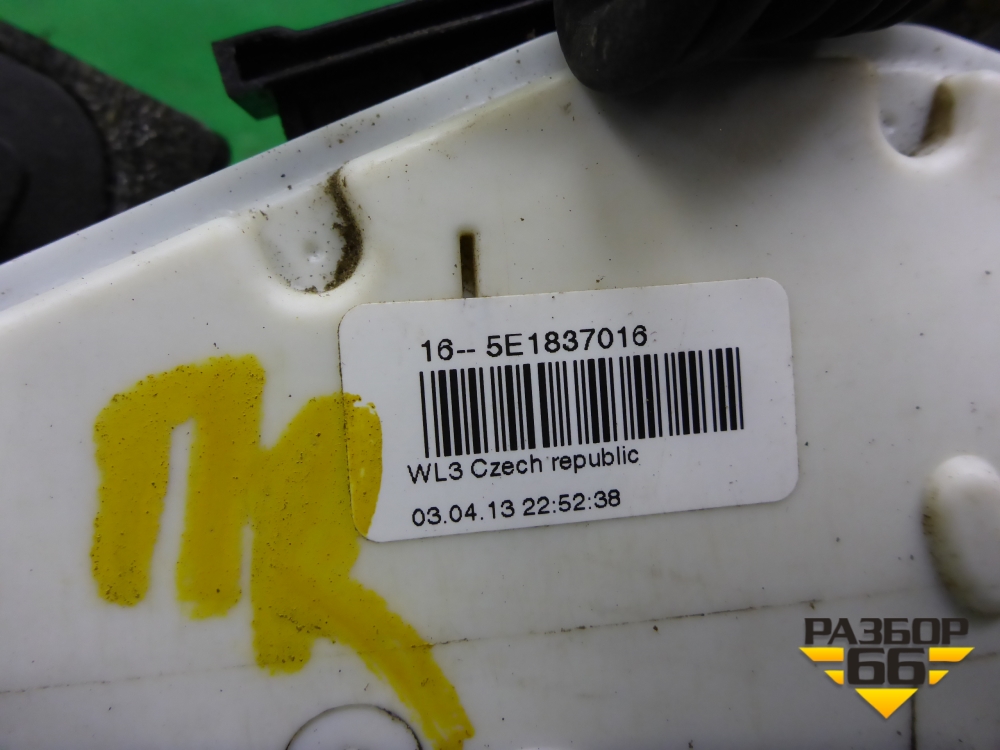 16-- 5E1837016
WL3 Czech republic
03.04.13 22:52:38
ПК
РАЗБОР
66